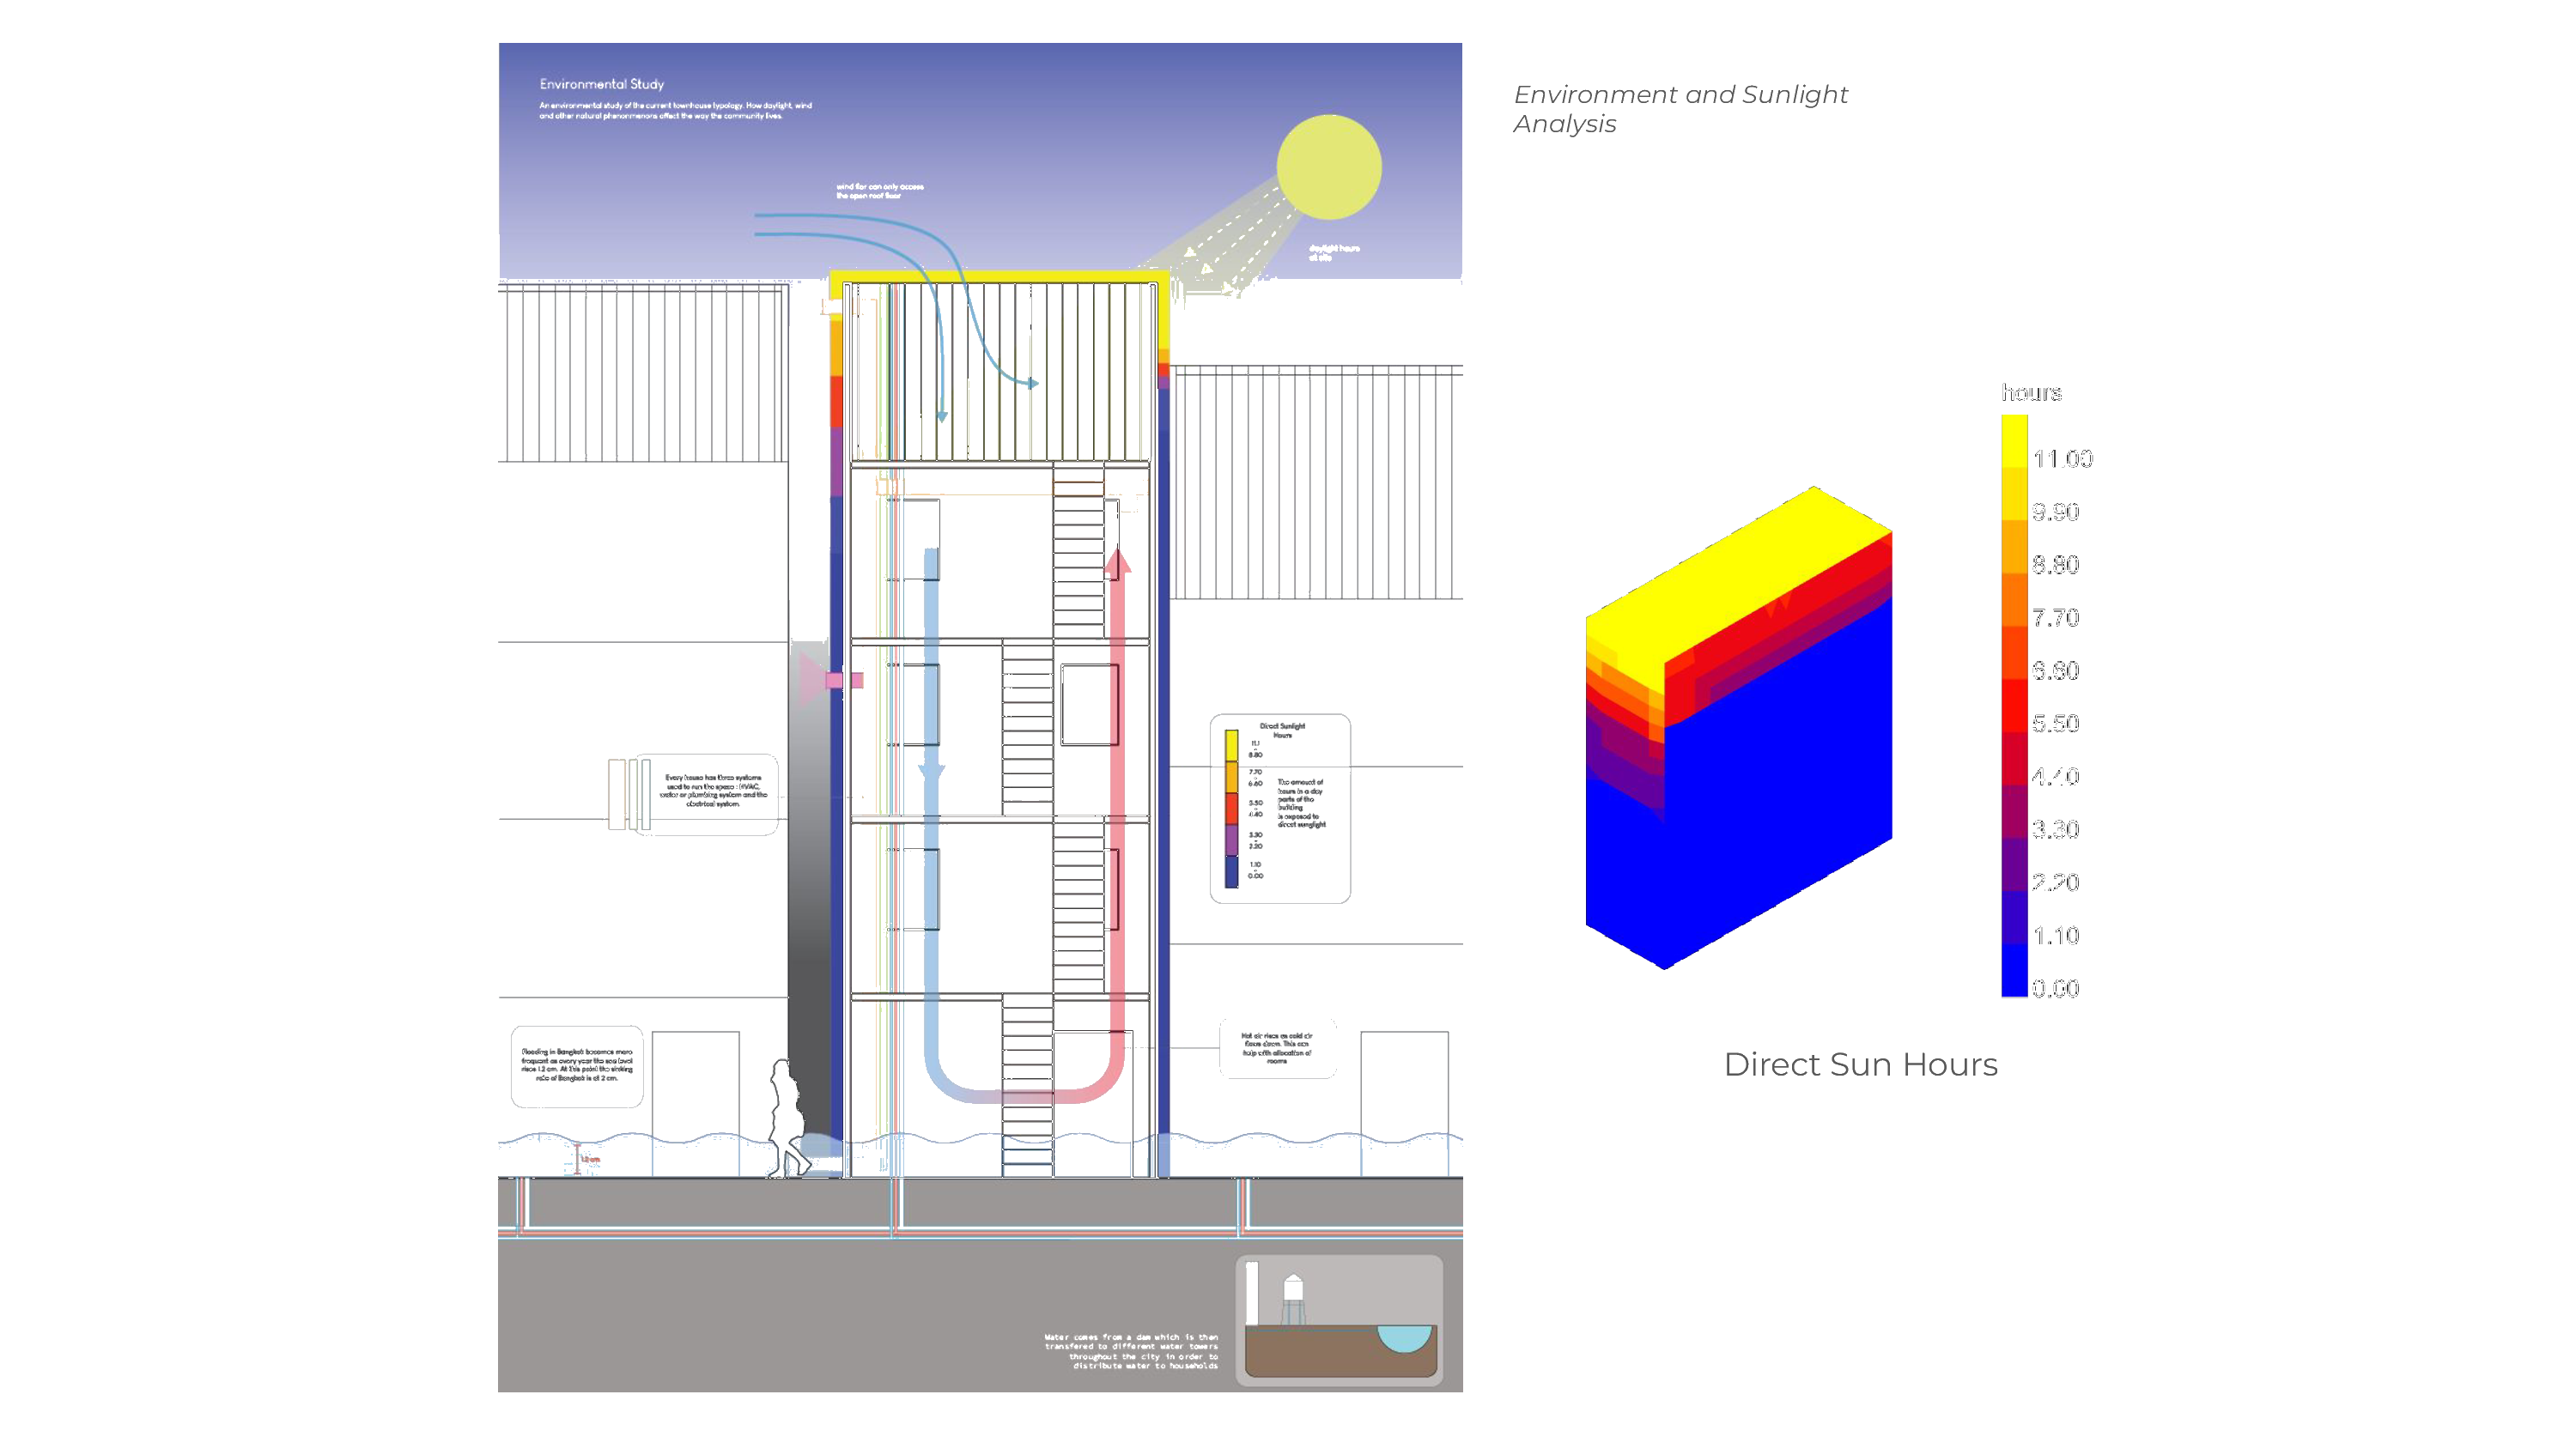 Environmental Study
An environmental study of the current townhouse typology. How daylight, wind
and other natural phenonmenons affect the way the community lives.
wind flor can only access
the open roof floor
daylight hours
at site
Environment and Sunlight
Analysis
hours
11.00
9.90
8.80
7.70
6.60
5.50
4.40
3.30
2.20
1.10
0.00
Direct Sun Hours
Direct Sunlight
Hours
11.1
8.80
7.70
6.60
5.50
4.40
3.30
2.20
1.10
0.00
The amount of
hours in a day
parts of the
building
is exposed to
direct sunglight
Every house has three systems
used to run the space : HVAC,
water or plumbing system and the
electrical system.
Flooding in Bangkok becomes more
frequent as every year the sea level
rises 1.2 cm. At this point the sinking
rate of Bangkok is at 2 cm.
Hot air rises as cold air
flows down. This can
help with allocation of
rooms
1.2 cm
Water comes from a dam which is then
transfered to different water towers
throughout the city in order to
distribute water to households